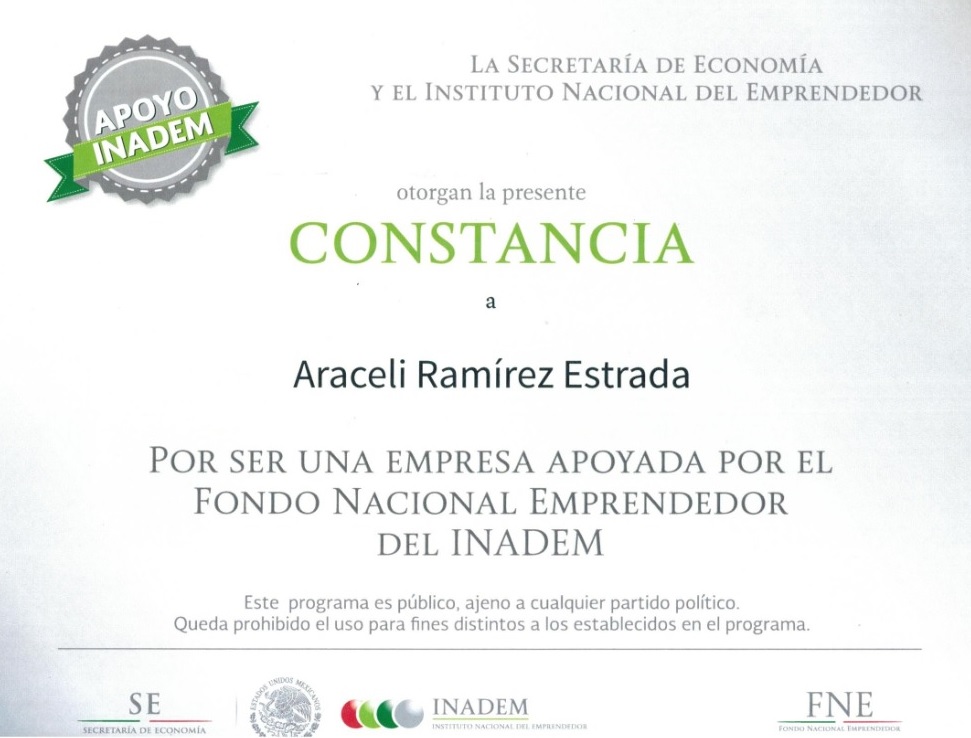 APOYO
INADEM
LA SECRETARÍA DE ECONOMÍA
Y EL INSTITUTO NACIONAL DEL EMPRENDEDOR
otorgan la presente
CONSTANCIA
a
Araceli Ramírez Estrada
POR SER UNA EMPRESA APOYADA POR EL
FONDO NACIONAL EMPRENDEDOR
DEL INADEM
Este programa es público, ajeno a cualquier partido político.
Queda prohibido el uso para fines distintos a los establecidos en el programa.
SE
SECRETARÍA DE ECONOMÍA
ESTADOS UNIDOS MEXICANOS
INADEM
INSTITUTO NACIONAL DEL EMPRENDEDOR
FNE
FONDO NACIONAL EMPRENDEDOR